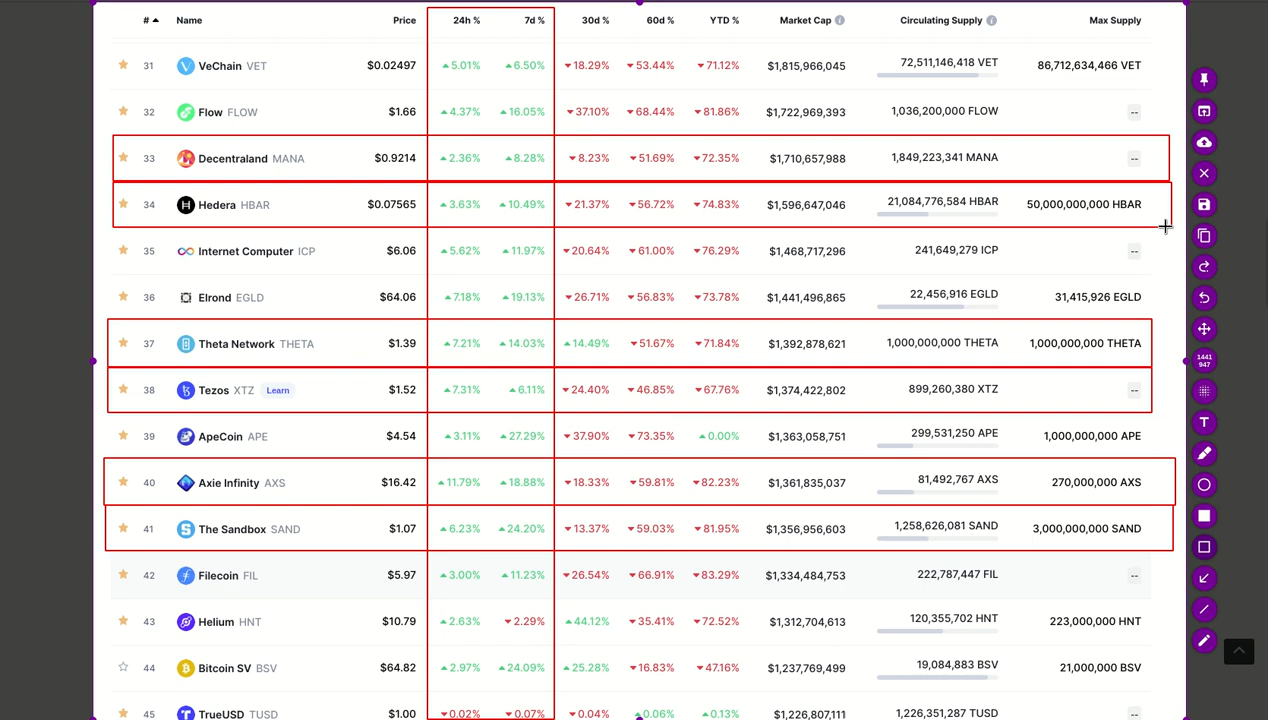 # Name Price 24h % 7d % 30d % 60d % YTD % Market Cap Circulating Supply Max Supply
31 VeChain VET $0.02497 5.01% 6.50% 18.29% 53.44% 71.12% $1,815,966,045 72,511,146,418 VET 86,712,634,466 VET
32 Flow FLOW $1.66 4.37% 16.05% 37.10% 68.44% 81.86% $1,722,969,393 1,036,200,000 FLOW --
33 Decentraland MANA $0.9214 2.36% 8.28% 8.23% 51.69% 72.35% $1,710,657,988 1,849,223,341 MANA --
34 Hedera HBAR $0.07565 3.63% 10.49% 21.37% 56.72% 74.83% $1,596,647,046 21,084,776,584 HBAR 50,000,000,000 HBAR
35 Internet Computer ICP $6.06 5.62% 11.97% 20.64% 61.00% 76.29% $1,468,717,296 241,649,279 ICP --
36 Elrond EGLD $64.06 7.18% 19.13% 26.71% 56.83% 73.78% $1,441,496,865 22,456,916 EGLD 31,415,926 EGLD
37 Theta Network THETA $1.39 7.21% 14.03% 14.49% 51.67% 71.84% $1,392,878,621 1,000,000,000 THETA 1,000,000,000 THETA
38 Tezos XTZ Learn $1.52 7.31% 6.11% 24.40% 46.85% 67.76% $1,374,422,802 899,260,380 XTZ --
39 ApeCoin APE $4.54 3.11% 27.29% 37.90% 73.35% 0.00% $1,363,058,751 299,531,250 APE 1,000,000,000 APE
40 Axie Infinity AXS $16.42 11.79% 18.88% 18.33% 59.81% 82.23% $1,361,835,037 81,492,767 AXS 270,000,000 AXS
41 The Sandbox SAND $1.07 6.23% 24.20% 13.37% 59.03% 81.95% $1,356,956,603 1,258,626,081 SAND 3,000,000,000 SAND
42 Filecoin FIL $5.97 3.00% 11.23% 26.54% 66.91% 83.29% $1,334,484,753 222,787,447 FIL --
43 Helium HNT $10.79 2.63% 2.29% 44.12% 35.41% 72.52% $1,312,704,613 120,355,702 HNT 223,000,000 HNT
44 Bitcoin SV BSV $64.82 2.97% 24.09% 25.28% 16.83% 47.16% $1,237,769,499 19,084,883 BSV 21,000,000 BSV
45 TrueUSD TUSD $1.00 0.02% 0.07% 0.04% 0.06% 0.13% $1,226,807,111 1,226,351,287 TUSD --
1441
947
T